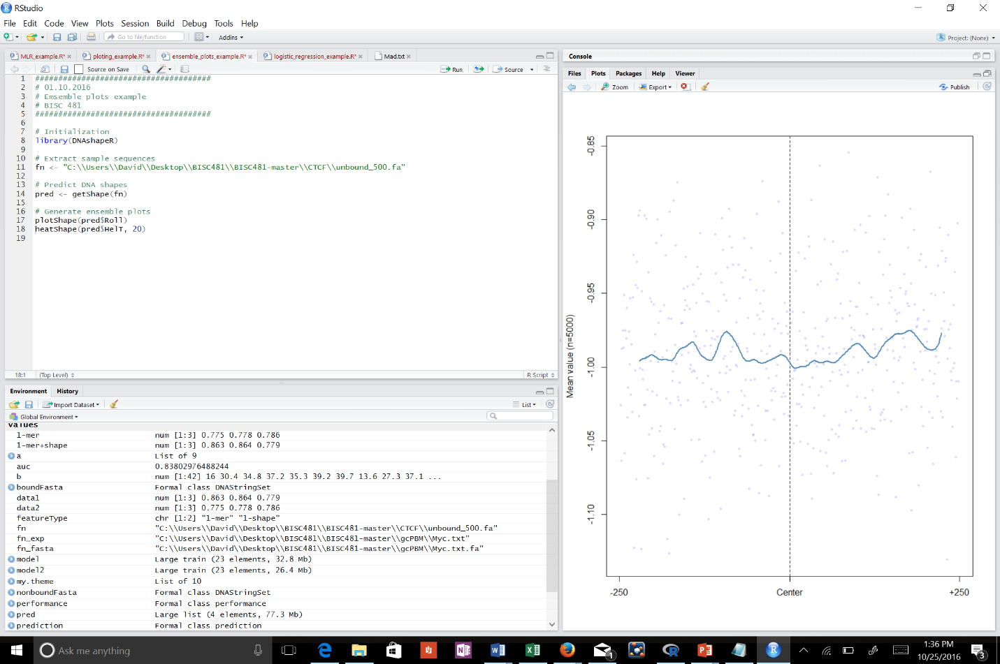 RStudio
File Edit Code View Plots Session Build Debug Tools Help
Go to file/function Addins Project: (None)
MLR_example.R* ploting_example.R* ensemble_plots_example.R* logistic_regression_example.R* Mad.txt
Source on Save Run Source
1 ######################################
2 # 01.10.2016
3 # Emsemble plots example
4 # BISC 481
5 ######################################
6
7 # Initialization
8 library(DNAshapeR)
9
10 # Extract sample sequences
11 fn <- "C:\\Users\\David\\Desktop\\BISC481\\BISC481-master\\CTCF\\unbound_500.fa"
12
13 # Predict DNA shapes
14 pred <- getShape(fn)
15
16 # Generate ensemble plots
17 plotShape(pred$Roll)
18 heatShape(pred$HelT, 20)
19
18:1 (Top Level) R Script
Environment History
Import Dataset List
Global Environment
values
1-mer num [1:3] 0.775 0.778 0.786
1-mer+shape num [1:3] 0.863 0.864 0.779
a List of 9
auc 0.83802976488244
b num [1:42] 16 30.4 34.8 37.2 35.3 39.2 39.7 13.6 27.3 37.1 ...
boundFasta Formal class DNAStringSet
data1 num [1:3] 0.863 0.864 0.779
data2 num [1:3] 0.775 0.778 0.786
featureType chr [1:2] "1-mer" "1-shape"
fn "C:\\Users\\David\\Desktop\\BISC481\\BISC481-master\\CTCF\\unbound_500.fa"
fn_exp "C:\\Users\\David\\Desktop\\BISC481\\BISC481-master\\gcPBM\\Myc.txt"
fn_fasta "C:\\Users\\David\\Desktop\\BISC481\\BISC481-master\\gcPBM\\Myc.txt.fa"
model Large train (23 elements, 32.8 Mb)
model2 Large train (23 elements, 26.4 Mb)
my.theme List of 10
nonboundFasta Formal class DNAStringSet
performance Formal class performance
pred Large list (4 elements, 77.3 Mb)
prediction Formal class prediction
Console
Files Plots Packages Help Viewer
Zoom Export Publish
-0.85
-0.90
-0.95
-1.00
-1.05
-1.10
Mean value (n=5000)
-250 Center +250
Ask me anything
1
1:36 PM
10/25/2016
3